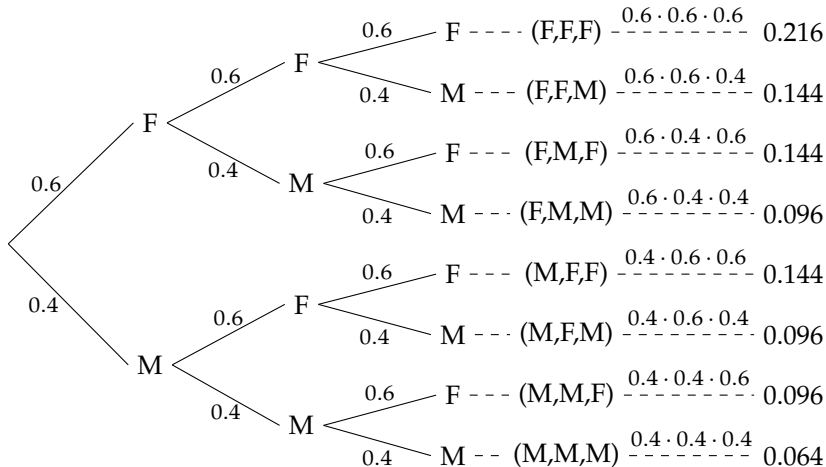 0.6 F (F,F,F) 0.6 · 0.6 · 0.6 0.216
F
0.6 0.4 M (F,F,M) 0.6 · 0.6 · 0.4 0.144
F
0.4 0.6 F (F,M,F) 0.6 · 0.4 · 0.6 0.144
0.6 M
0.4 M (F,M,M) 0.6 · 0.4 · 0.4 0.096
0.6 F (M,F,F) 0.4 · 0.6 · 0.6 0.144
0.4 F
0.6 0.4 M (M,F,M) 0.4 · 0.6 · 0.4 0.096
M
0.4 0.6 F (M,M,F) 0.4 · 0.4 · 0.6 0.096
M
0.4 M (M,M,M) 0.4 · 0.4 · 0.4 0.064